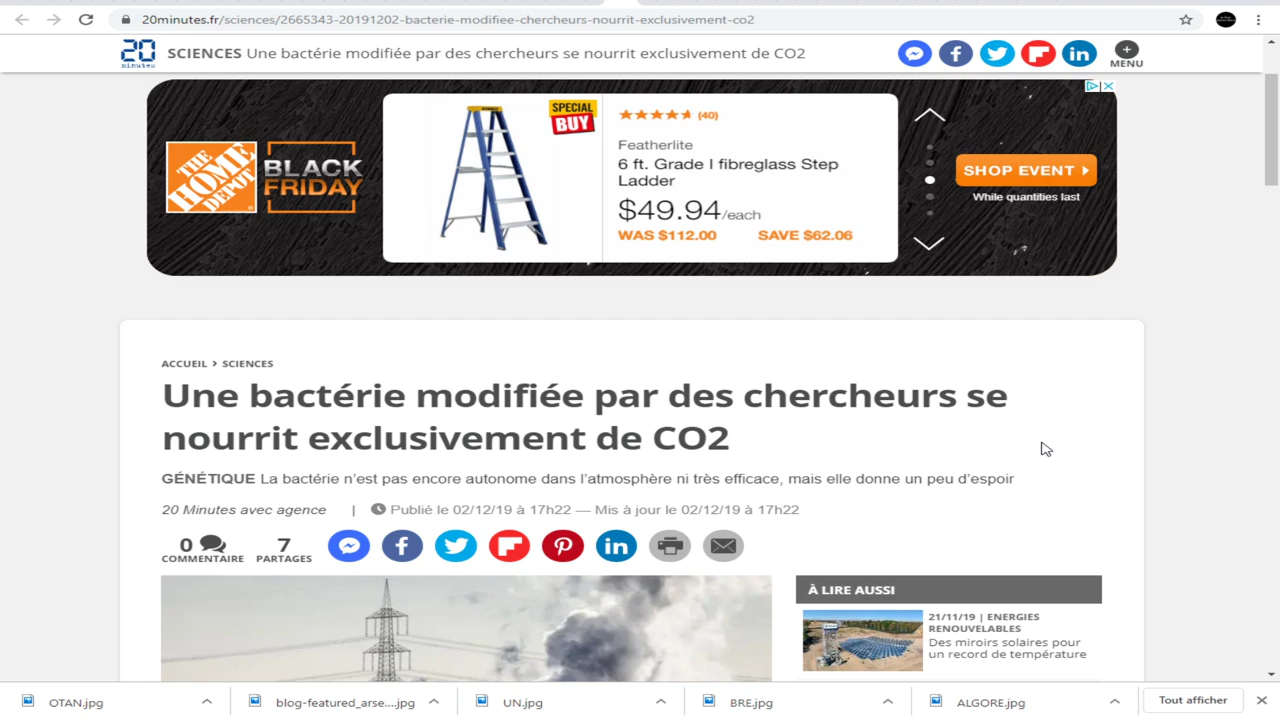 20minutes.fr/sciences/2665343-20191202-bacterie-modifiee-chercheurs-nourrit-exclusivement-co2
20 minutes SCIENCES Une bactérie modifiée par des chercheurs se nourrit exclusivement de CO2
MENU
THE HOME DEPOT
BLACK FRIDAY
SPECIAL BUY
(40)
Featherlite
6 ft. Grade I fibreglass Step
Ladder
$49.94/each
WAS $112.00 SAVE $62.06
SHOP EVENT
While quantities last
ACCUEIL > SCIENCES
Une bactérie modifiée par des chercheurs se
nourrit exclusivement de CO2
GÉNÉTIQUE La bactérie n’est pas encore autonome dans l’atmosphère ni très efficace, mais elle donne un peu d’espoir
20 Minutes avec agence | Publié le 02/12/19 à 17h22 — Mis à jour le 02/12/19 à 17h22
0 COMMENTAIRE
7 PARTAGES
À LIRE AUSSI
21/11/19 | ENERGIES
RENOUVELABLES
Des miroirs solaires pour
un record de température
OTAN.jpg
blog-featured_arse....jpg
UN.jpg
BRE.jpg
ALGORE.jpg
Tout afficher